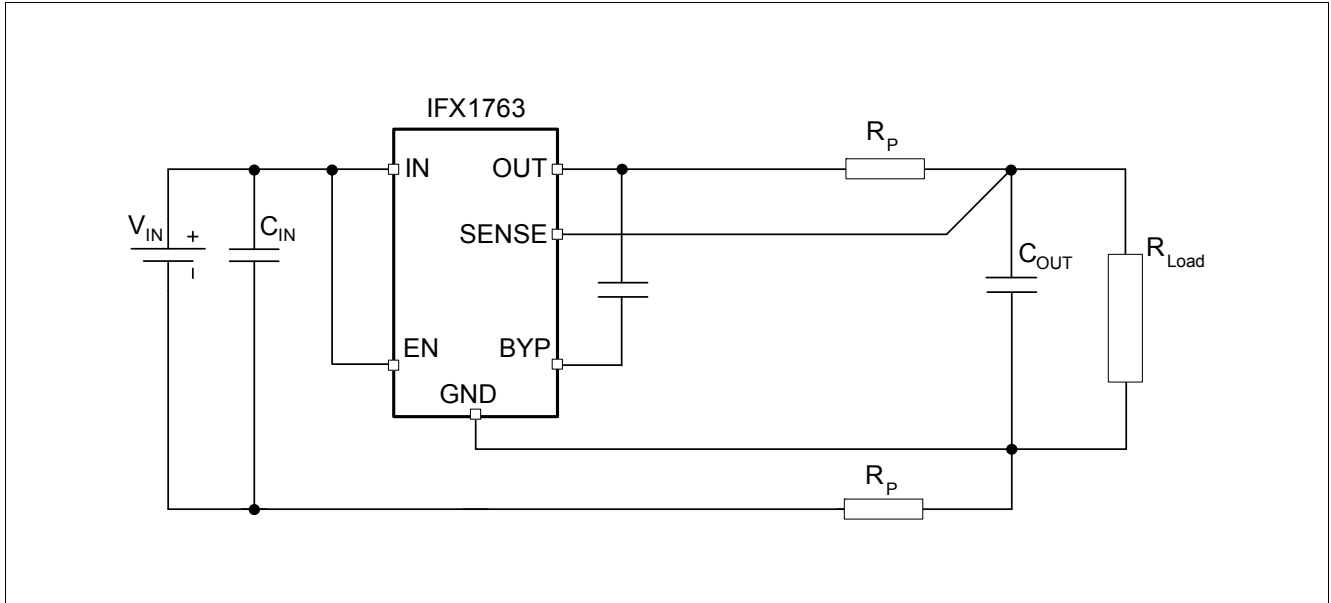 IFX1763
R_P
IN
OUT
V_IN
+
-
C_IN
SENSE
C_OUT
R_Load
EN
BYP
GND
R_P